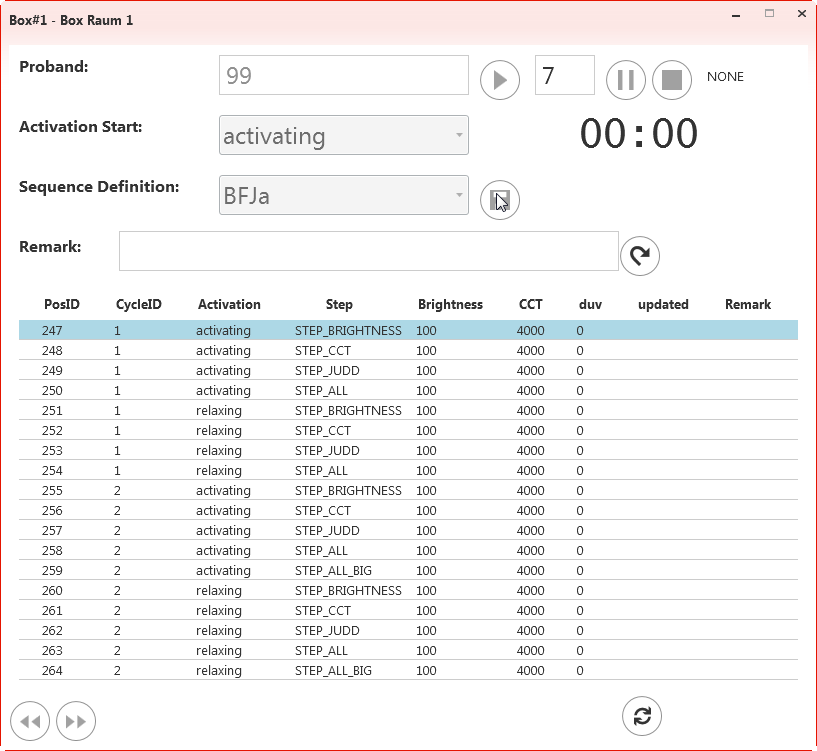 Box#1 - Box Raum 1
Proband: 99 7 NONE
Activation Start: activating 00:00
Sequence Definition: BFJa
Remark:
PosID CycleID Activation Step Brightness CCT duv updated Remark
247 1 activating STEP_BRIGHTNESS 100 4000 0
248 1 activating STEP_CCT 100 4000 0
249 1 activating STEP_JUDD 100 4000 0
250 1 activating STEP_ALL 100 4000 0
251 1 relaxing STEP_BRIGHTNESS 100 4000 0
252 1 relaxing STEP_CCT 100 4000 0
253 1 relaxing STEP_JUDD 100 4000 0
254 1 relaxing STEP_ALL 100 4000 0
255 2 activating STEP_BRIGHTNESS 100 4000 0
256 2 activating STEP_CCT 100 4000 0
257 2 activating STEP_JUDD 100 4000 0
258 2 activating STEP_ALL 100 4000 0
259 2 activating STEP_ALL_BIG 100 4000 0
260 2 relaxing STEP_BRIGHTNESS 100 4000 0
261 2 relaxing STEP_CCT 100 4000 0
262 2 relaxing STEP_JUDD 100 4000 0
263 2 relaxing STEP_ALL 100 4000 0
264 2 relaxing STEP_ALL_BIG 100 4000 0